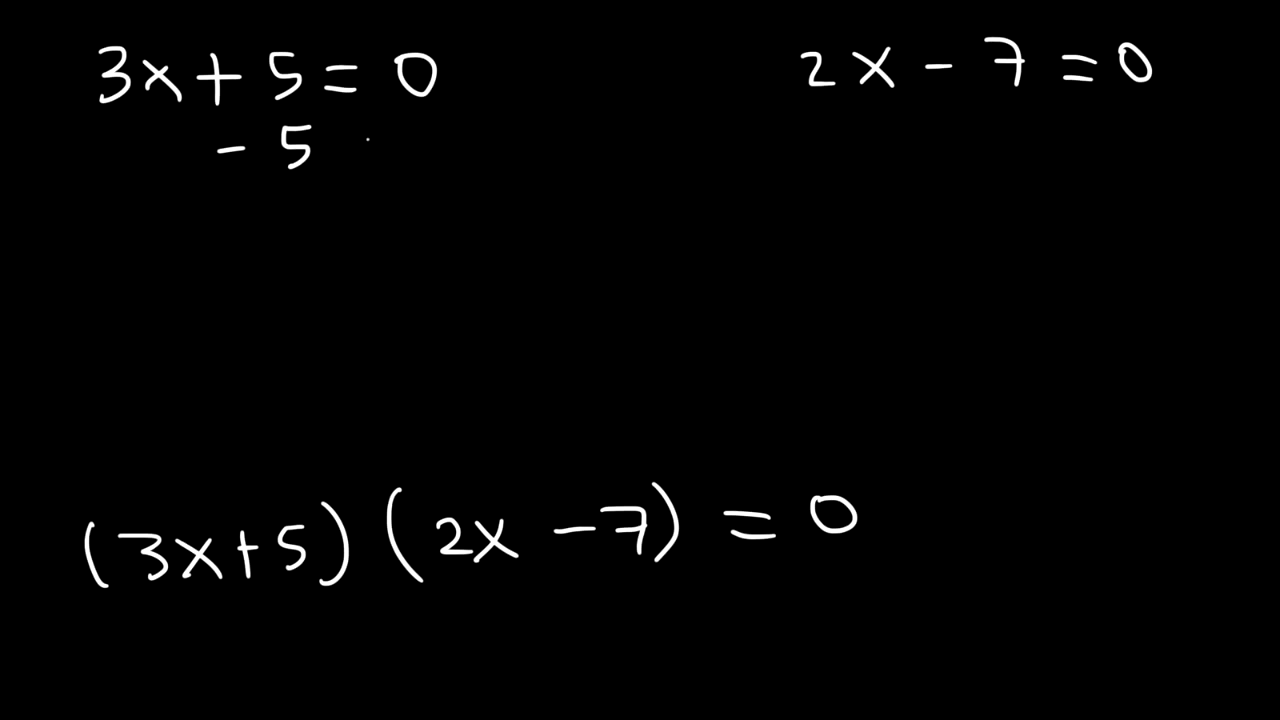 3x + 5 = 0
- 5
2x - 7 = 0
(3x+5) (2x - 7) = 0